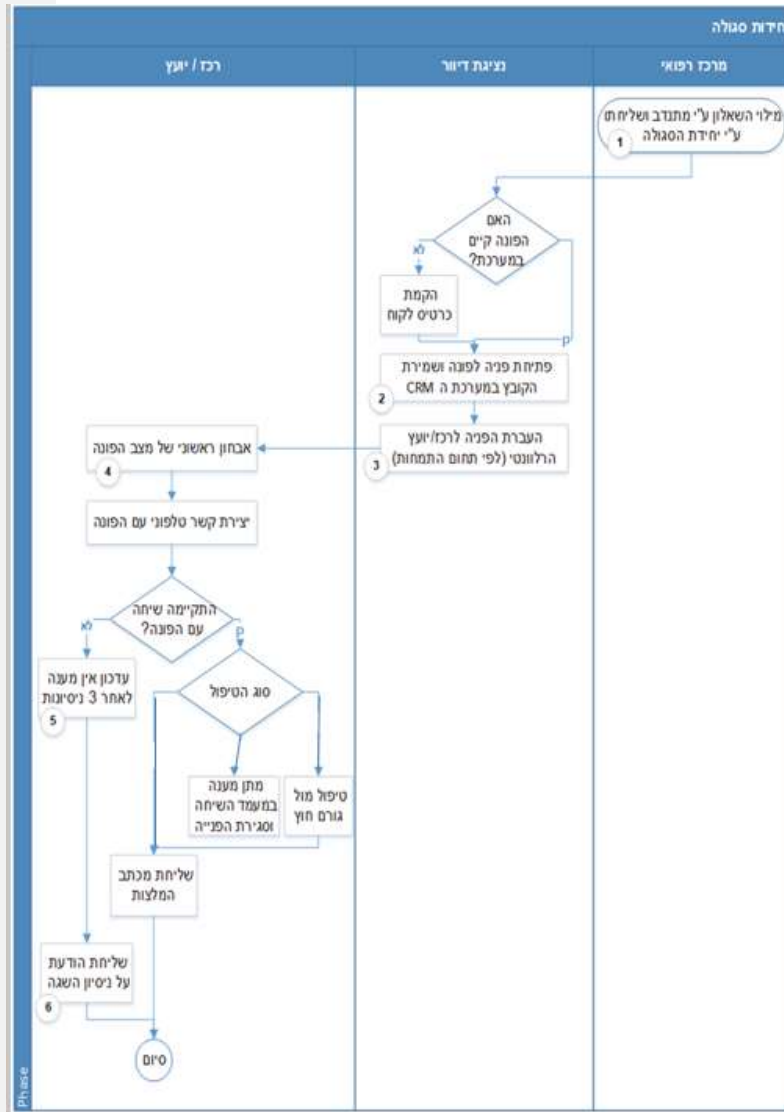 חידות סגולה
מרכז רפואי
נציגת דיוור
רכז / יועץ
מילוי השאלון ע"י מתנדב ושליחתו
ע"י יחידת הסגולה
1
האם
הפונה קיים
במערכת?
לא
הקמת
כרטיס לקוח
p
פתיחת פניה לפונה ושמירת
הקובץ במערכת ה CRM
2
העברת הפניה לרכז/יועץ
הרלוונטי (לפי תחום התמחות)
3
אבחון ראשוני של מצב הפונה
4
יצירת קשר טלפוני עם הפונה
התקיימה שיחה
עם הפונה?
לא
p
עדכון אין מענה
לאחר 3 ניסיונות
5
סוג הטיפול
טיפול מול
גורם חוץ
מתן מענה
במעמד השיחה
וסגירת הפנייה
שליחת מכתב
המלצות
שליחת הודעת
על ניסיון השגה
6
סיום
Phase